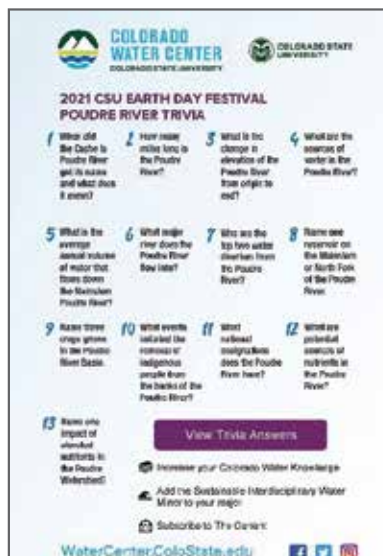 COLORADO
WATER CENTER
COLORADO STATE UNIVERSITY
COLORADO STATE
UNIVERSITY
2021 CSU EARTH DAY FESTIVAL
POUDRE RIVER TRIVIA
1 When did
the Cache la
Poudre River
get its name
and what does
it mean?
2 How many
miles long is
the Poudre
River?
3 What is the
change in
elevation of the
Poudre River
from origin to
end?
4 What are the
sources of
water in the
Poudre River?
5 What is the
average
annual volume
of water that
flows down
the Mainstem
Poudre River?
6 What major
river does the
Poudre River
flow into?
7 Who are the
top two water
diverters from
the Poudre
River?
8 Name one
reservoir on
the Mainstem
or North Fork
of the Poudre
River.
9 Name three
crops grown
in the Poudre
River Basin.
10 What events
initiated the
removal of
indigenous
people from
the banks of the
Poudre River?
11 What
national
designations
does the Poudre
River have?
12 What are
potential
sources of
nutrients in
the Poudre
River?
13 Name one
impact of
elevated
nutrients in
the Poudre
Watershed?
View Trivia Answers
Increase your Colorado Water Knowledge
Add the Sustainable Interdisciplinary Water
Minor to your major
Subscribe to The Current
WaterCenter.ColoState.edu